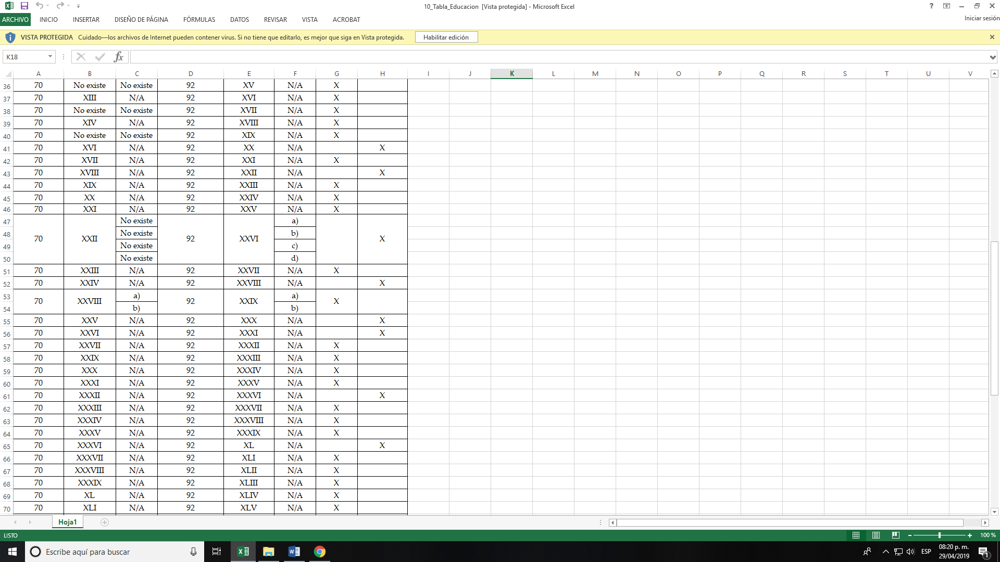 10_Tabla_Educacion [Vista protegida] - Microsoft Excel
ARCHIVO INICIO INSERTAR DISEÑO DE PÁGINA FÓRMULAS DATOS REVISAR VISTA ACROBAT Iniciar sesión
VISTA PROTEGIDA Cuidado—los archivos de Internet pueden contener virus. Si no tiene que editarlo, es mejor que siga en Vista protegida. Habilitar edición
K18 fx
A B C D E F G H I J K L M N O P Q R S T U V
36 70 No existe No existe 92 XV N/A X
37 70 XIII N/A 92 XVI N/A X
38 70 No existe No existe 92 XVII N/A X
39 70 XIV N/A 92 XVIII N/A X
40 70 No existe No existe 92 XIX N/A X
41 70 XVI N/A 92 XX N/A X
42 70 XVII N/A 92 XXI N/A X
43 70 XVIII N/A 92 XXII N/A X
44 70 XIX N/A 92 XXIII N/A X
45 70 XX N/A 92 XXIV N/A X
46 70 XXI N/A 92 XXV N/A X
47 No existe a)
48 No existe b)
70 XXII 92 XXVI X
49 No existe c)
50 No existe d)
51 70 XXIII N/A 92 XXVII N/A X
52 70 XXIV N/A 92 XXVIII N/A X
53 a) a)
70 XXVIII 92 XXIX X
54 b) b)
55 70 XXV N/A 92 XXX N/A X
56 70 XXVI N/A 92 XXXI N/A X
57 70 XXVII N/A 92 XXXII N/A X
58 70 XXIX N/A 92 XXXIII N/A X
59 70 XXX N/A 92 XXXIV N/A X
60 70 XXXI N/A 92 XXXV N/A X
61 70 XXXII N/A 92 XXXVI N/A X
62 70 XXXIII N/A 92 XXXVII N/A X
63 70 XXXIV N/A 92 XXXVIII N/A X
64 70 XXXV N/A 92 XXXIX N/A X
65 70 XXXVI N/A 92 XL N/A X
66 70 XXXVII N/A 92 XLI N/A X
67 70 XXXVIII N/A 92 XLII N/A X
68 70 XXXIX N/A 92 XLIII N/A X
69 70 XL N/A 92 XLIV N/A X
70 70 XLI N/A 92 XLV N/A X
Hoja1
LISTO 100 %
Escribe aquí para buscar ESP 08:20 p. m.
29/04/2019 1